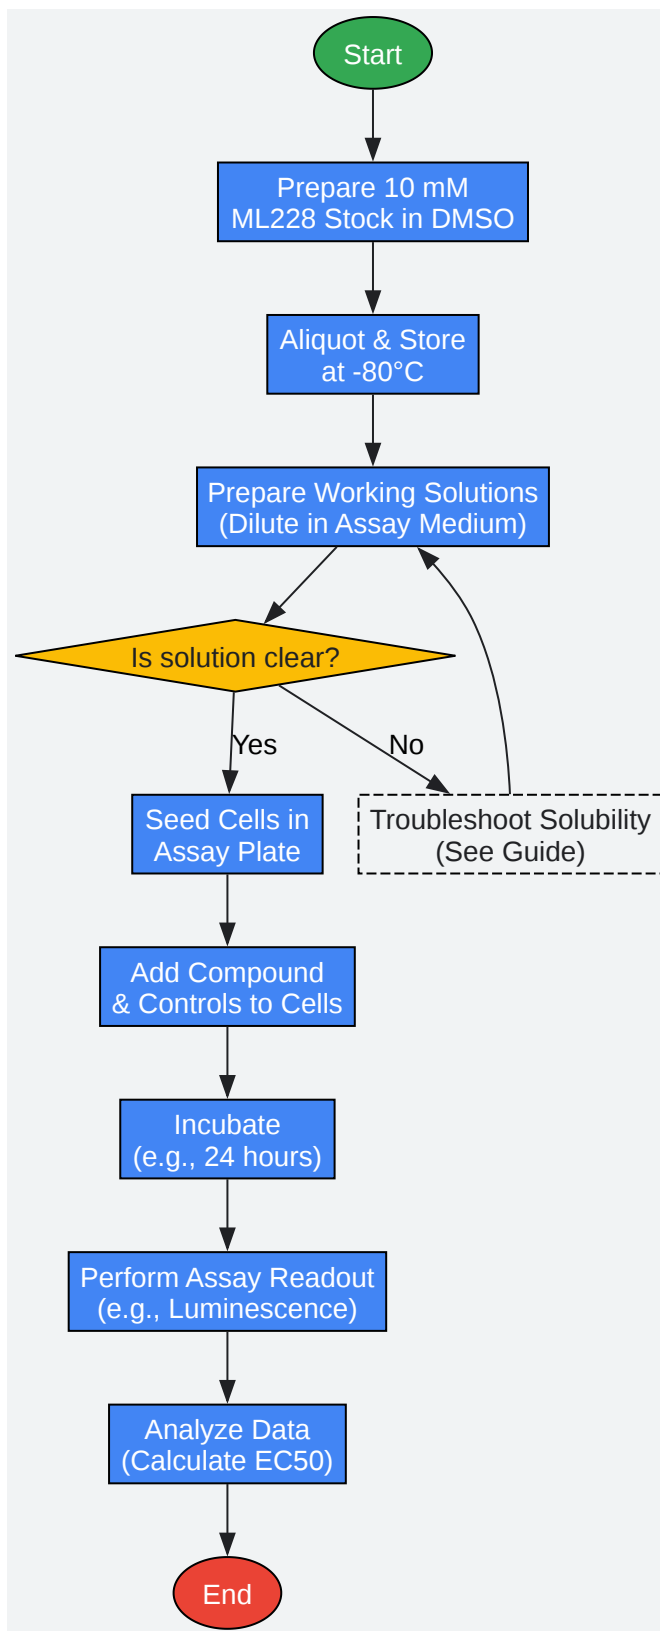 Start
Prepare 10 mM
ML228 Stock in DMSO
Aliquot & Store
at -80°C
Prepare Working Solutions
(Dilute in Assay Medium)
Is solution clear?
Yes
No
Seed Cells in
Assay Plate
Troubleshoot Solubility
(See Guide)
Add Compound
& Controls to Cells
Incubate
(e.g., 24 hours)
Perform Assay Readout
(e.g., Luminescence)
Analyze Data
(Calculate EC50)
End